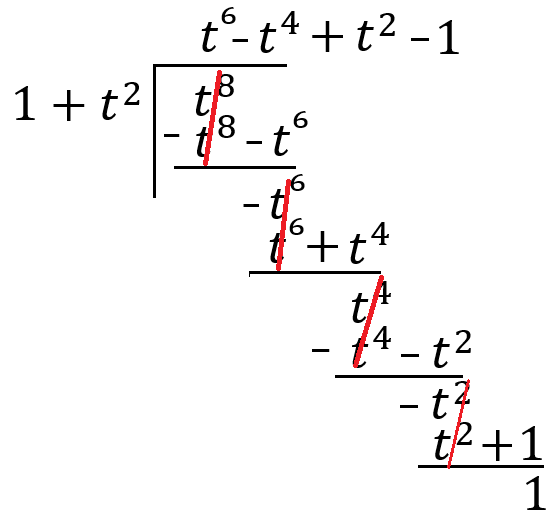 t⁶ - t⁴ + t² - 1
1 + t² t⁸
- t⁸ - t⁶
- t⁶
t⁶ + t⁴
t⁴
- t⁴ - t²
- t²
t² + 1
1